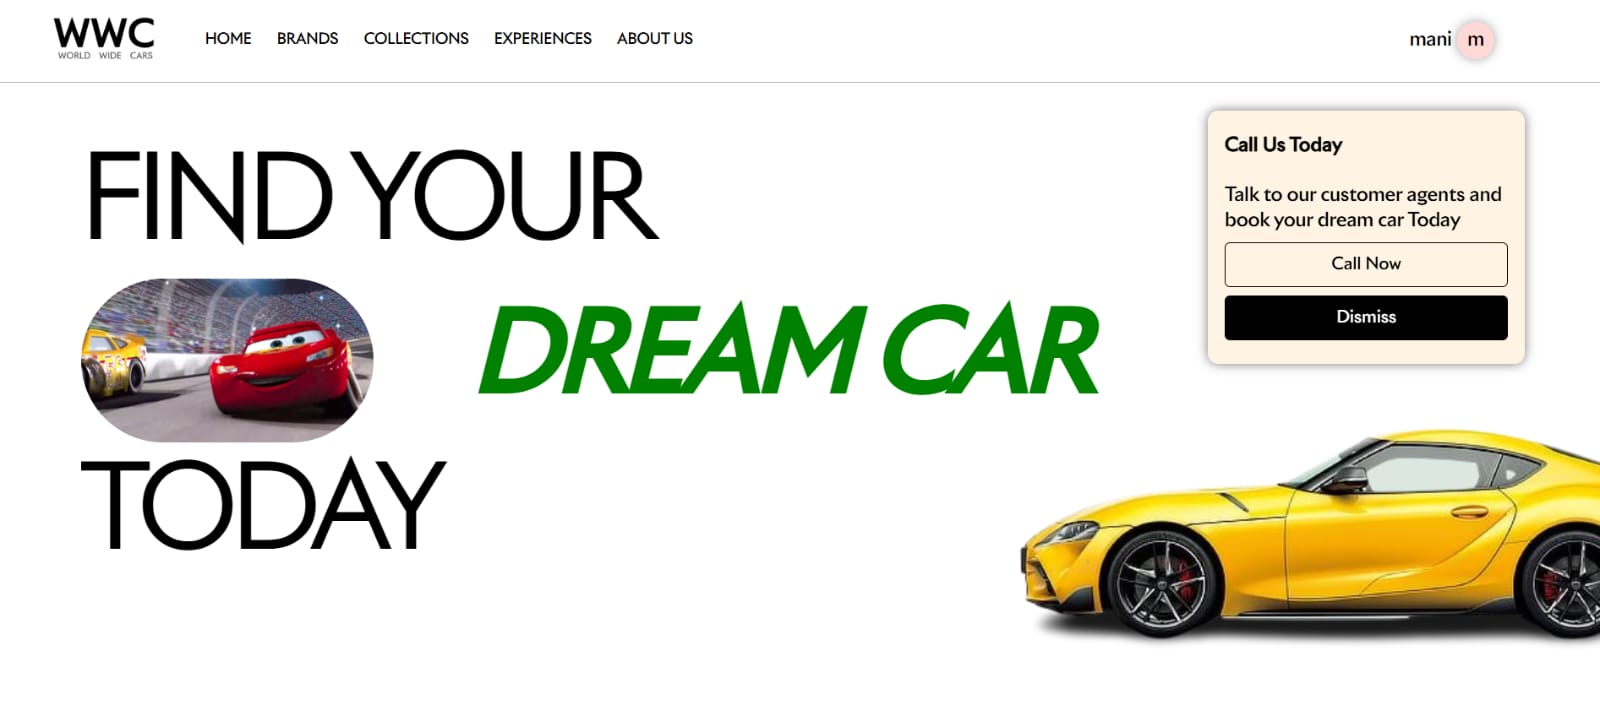 WWC
WORLD WIDE CARS
HOME BRANDS COLLECTIONS EXPERIENCES ABOUT US
mani m
FIND YOUR
DREAM CAR
TODAY
Call Us Today
Talk to our customer agents and
book your dream car Today
Call Now
Dismiss